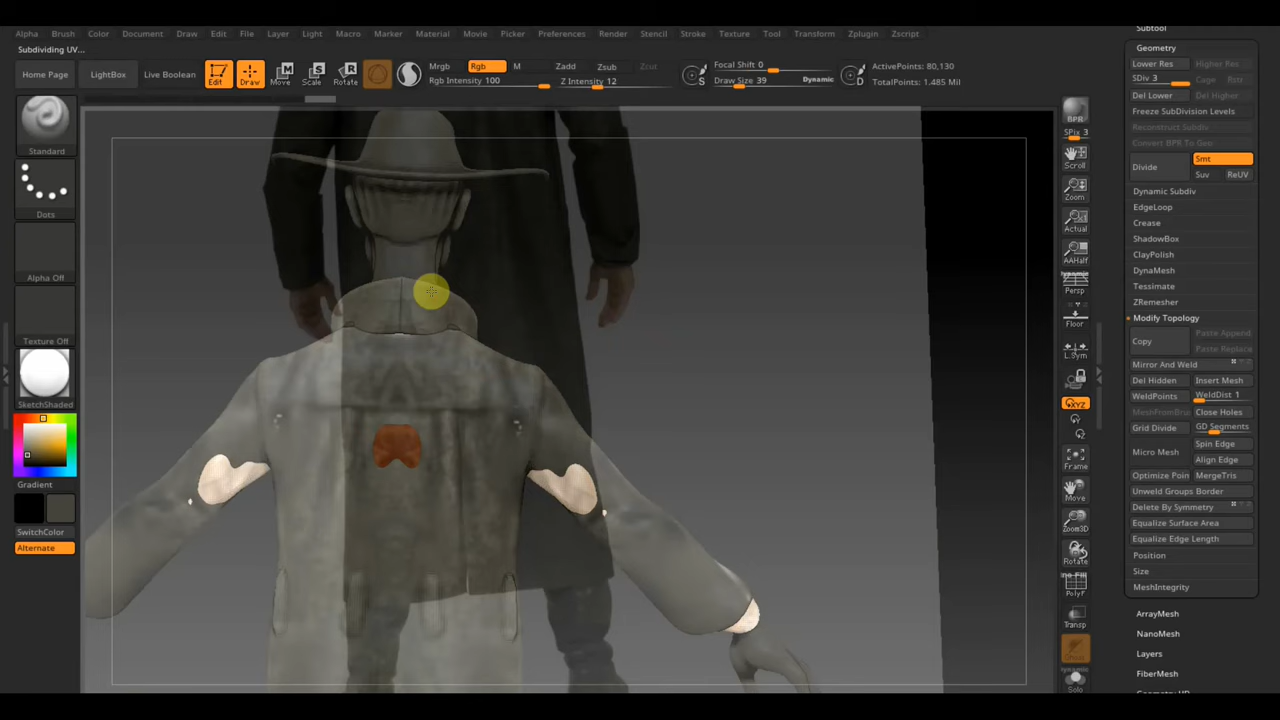 Alpha Brush Color Document Draw Edit File Layer Light Macro Marker Material Movie Picker Preferences Render Stencil Stroke Texture Tool Transform Zplugin Zscript
Subtool
Subdividing UV...
Geometry
Home Page LightBox Live Boolean Edit Draw Move Scale Rotate
Mrgb Rgb M Zadd Zsub Zcut
Rgb Intensity 100 Z Intensity 12
Focal Shift 0
Draw Size 39 Dynamic
S
D
ActivePoints: 80,130
TotalPoints: 1.485 Mil
Standard
Dots
Alpha Off
Texture Off
SketchShaded
Gradient
SwitchColor
Alternate
BPR
SPix 3
Scroll
Zoom
Actual
AAHalf
Dynamic
Persp
Floor
L.Sym
XYZ
Y
Z
Frame
Move
Zoom3D
Rotate
Line Fill
PolyF
Transp
Ghost
Dynamic
Solo
Lower Res Higher Res
SDiv 3 Cage Rstr
Del Lower Del Higher
Freeze SubDivision Levels
Reconstruct Subdiv
Convert BPR To Geo
Divide Smt
Suv ReUV
Dynamic Subdiv
EdgeLoop
Crease
ShadowBox
ClayPolish
DynaMesh
Tessimate
ZRemesher
Modify Topology
Copy Paste Append
Paste Replace
Mirror And Weld
Del Hidden Insert Mesh
WeldPoints WeldDist 1
MeshFromBru Close Holes
Grid Divide GD Segments
Micro Mesh Spin Edge
Align Edge
Optimize Poin MergeTris
Unweld Groups Border
Delete By Symmetry
Equalize Surface Area
Equalize Edge Length
Position
Size
MeshIntegrity
ArrayMesh
NanoMesh
Layers
FiberMesh